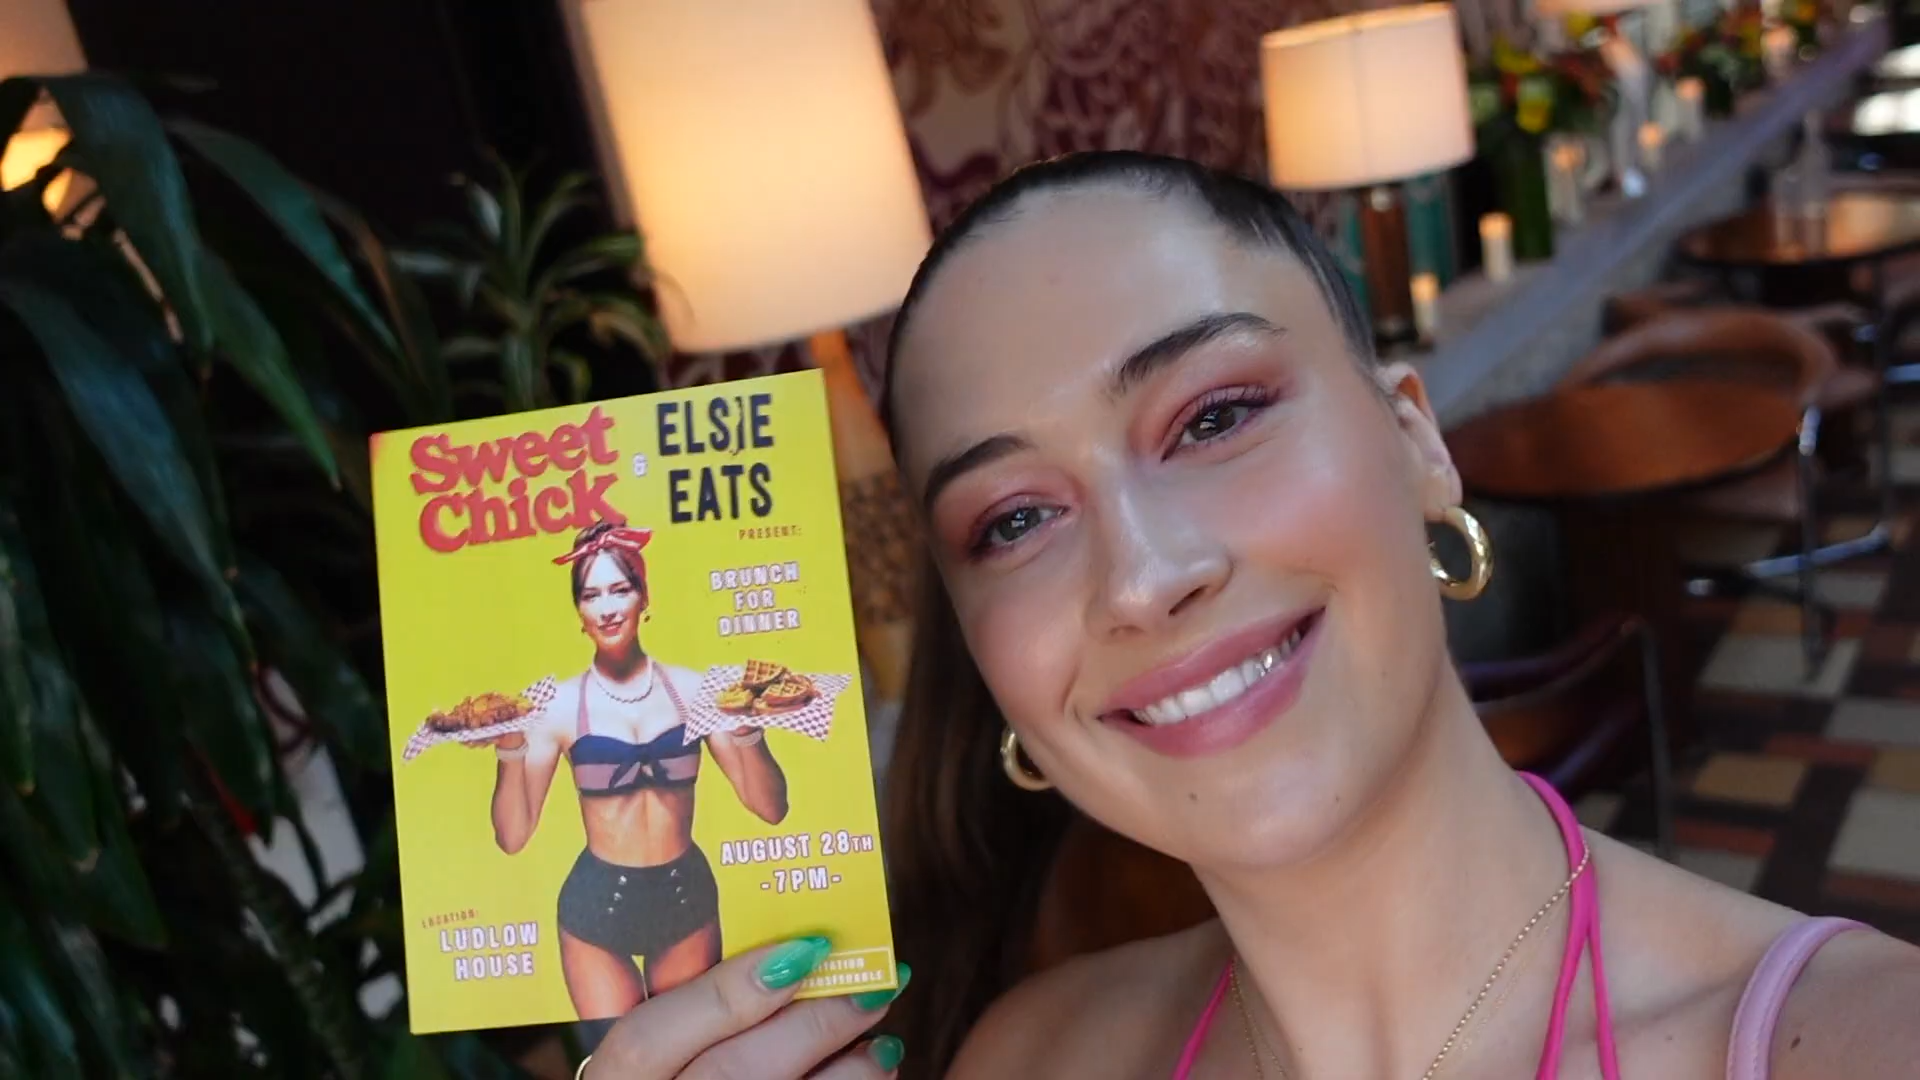 Sweet
Chick
&
ELSIE
EATS
PRESENT:
BRUNCH
FOR
DINNER
AUGUST 28TH
-7PM-
LOCATION:
LUDLOW
HOUSE